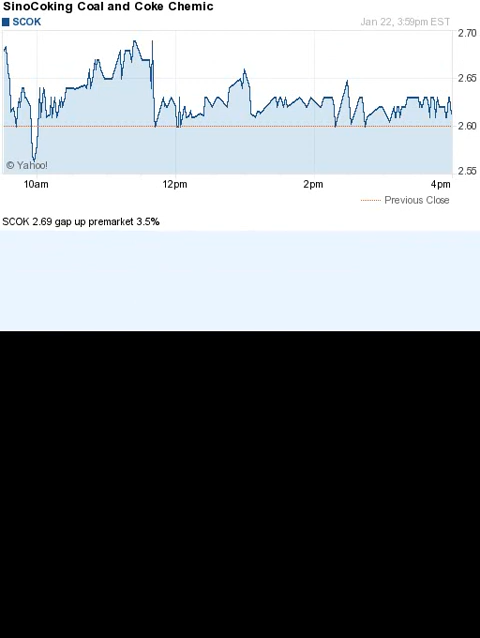 SinoCoking Coal and Coke Chemic
SCOK Jan 22, 3:59pm EST
2.70
2.65
2.60
2.55
© Yahoo!
10am 12pm 2pm 4pm
Previous Close
SCOK 2.69 gap up premarket 3.5%